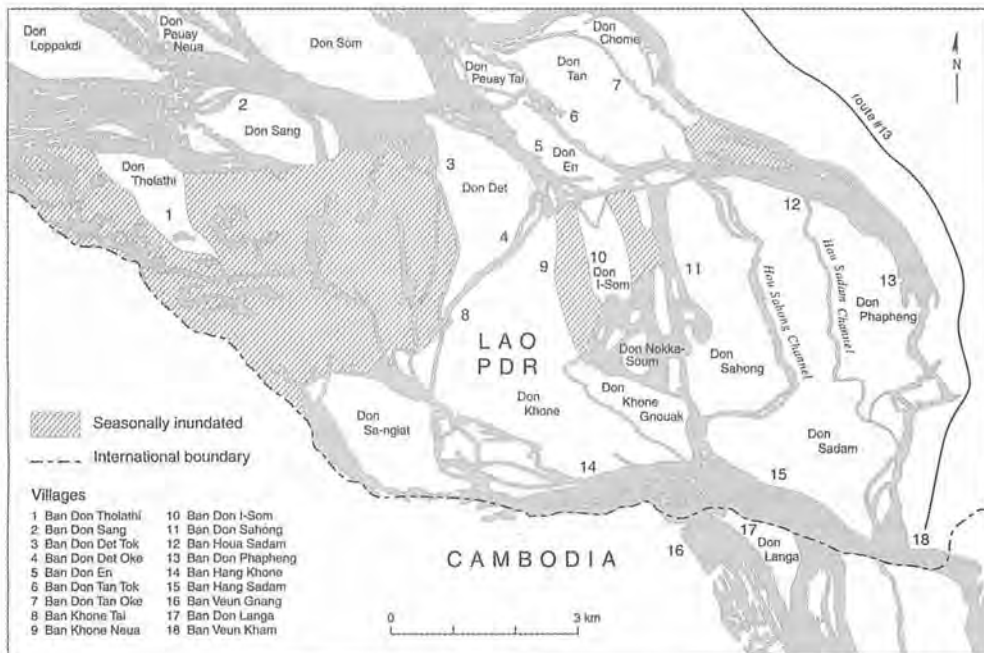 Don
Loppakdi
Don
Peuay
Neua
Don Som
Don
Chome
Don
Peuay Tai
Don
Tan
7
N
route #13
2
Don Sang
6
Don
Tholathi
1
3
Don Det
5
Don
En
4
12
9
10
Don
I-Som
11
Hou Sahong Channel
Hou Sadam Channel
13
Don
Phapheng
8
LAO
PDR
Don Nokka-
Soum
Don
Sahong
Don
Khone
Don
Khone
Gnouak
Don
Sa-ngiat
Don
Sadam
14
15
16
17
Don
Langa
18
CAMBODIA
0 3 km
Seasonally inundated
International boundary
Villages
1 Ban Don Tholathi
2 Ban Don Sang
3 Ban Don Det Tok
4 Ban Don Det Oke
5 Ban Don En
6 Ban Don Tan Tok
7 Ban Don Tan Oke
8 Ban Khone Tai
9 Ban Khone Neua
10 Ban Don I-Som
11 Ban Don Sahong
12 Ban Houa Sadam
13 Ban Don Phapheng
14 Ban Hang Khone
15 Ban Hang Sadam
16 Ban Veun Gnang
17 Ban Don Langa
18 Ban Veun Kham